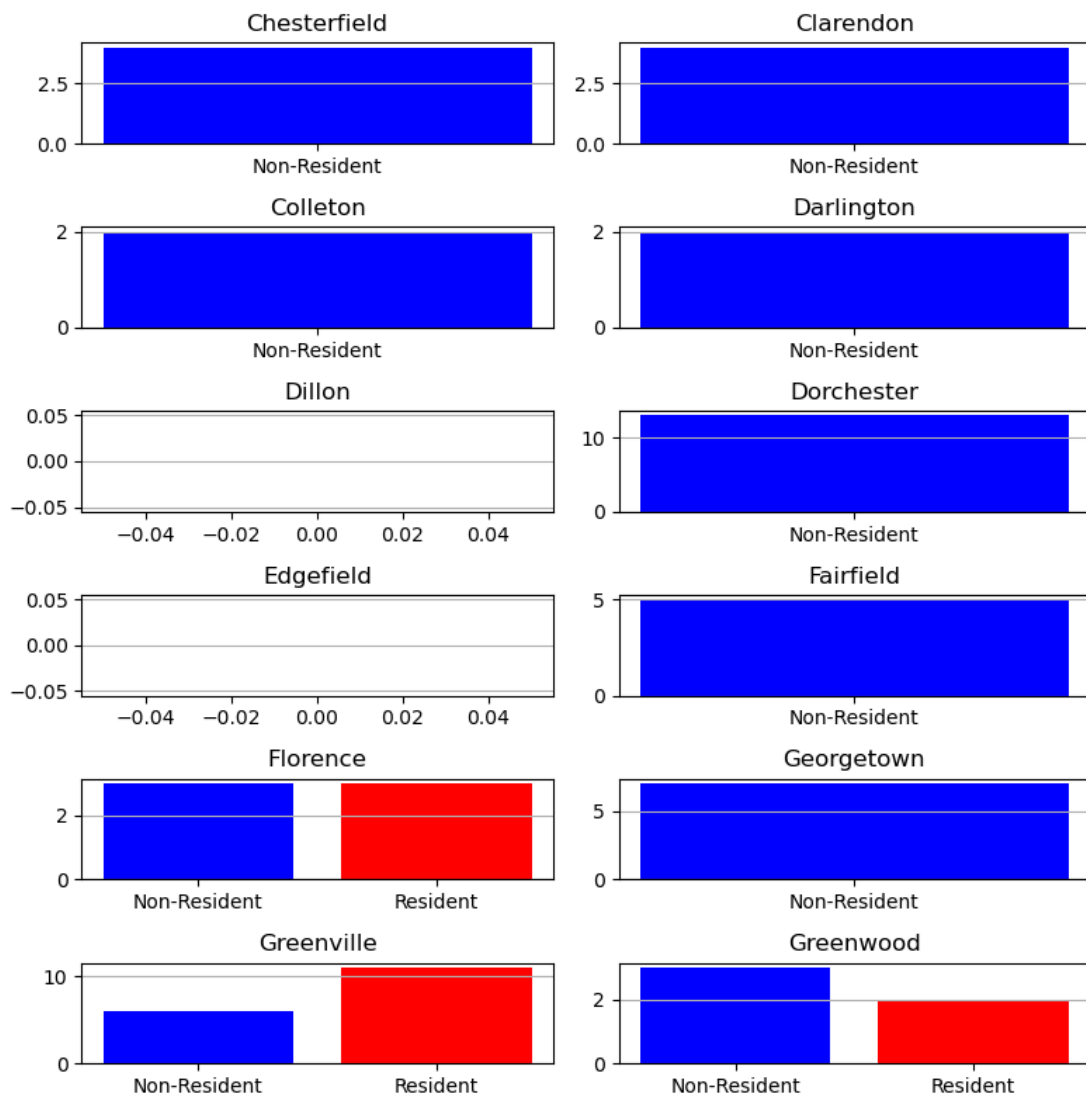 Chesterfield
2.5
0.0
Non-Resident
Clarendon
2.5
0.0
Non-Resident
Colleton
2
0
Non-Resident
Darlington
2
0
Non-Resident
Dillon
0.05
0.00
−0.05
−0.04 −0.02 0.00 0.02 0.04
Dorchester
10
0
Non-Resident
Edgefield
0.05
0.00
−0.05
−0.04 −0.02 0.00 0.02 0.04
Fairfield
5
0
Non-Resident
Florence
2
0
Non-Resident Resident
Georgetown
5
0
Non-Resident
Greenville
10
0
Non-Resident Resident
Greenwood
2
0
Non-Resident Resident